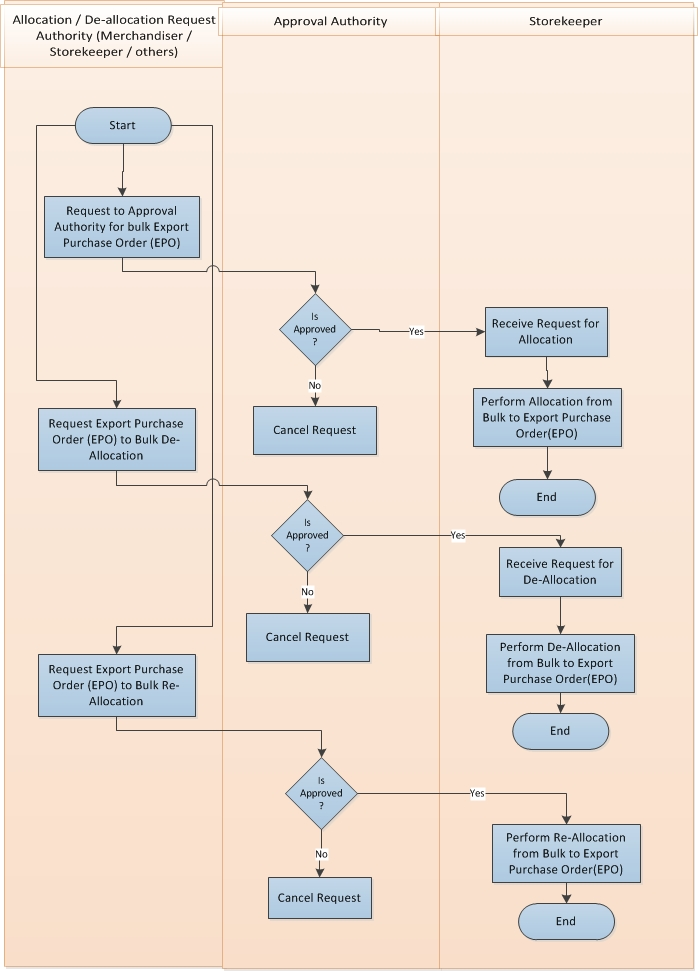 Allocation / De-allocation Request
Authority (Merchandiser /
Storekeeper / others)
Approval Authority
Storekeeper
Start
Request to Approval
Authority for bulk Export
Purchase Order (EPO)
Is
Approved
?
Yes
Receive Request for
Allocation
No
Cancel Request
Perform Allocation from
Bulk to Export Purchase
Order(EPO)
End
Request Export Purchase
Order (EPO) to Bulk De-
Allocation
Is
Approved
?
Yes
Receive Request for
De-Allocation
No
Cancel Request
Perform De-Allocation
from Bulk to Export
Purchase Order(EPO)
End
Request Export Purchase
Order (EPO) to Bulk Re-
Allocation
Is
Approved
?
Yes
No
Cancel Request
Perform Re-Allocation
from Bulk to Export
Purchase Order(EPO)
End